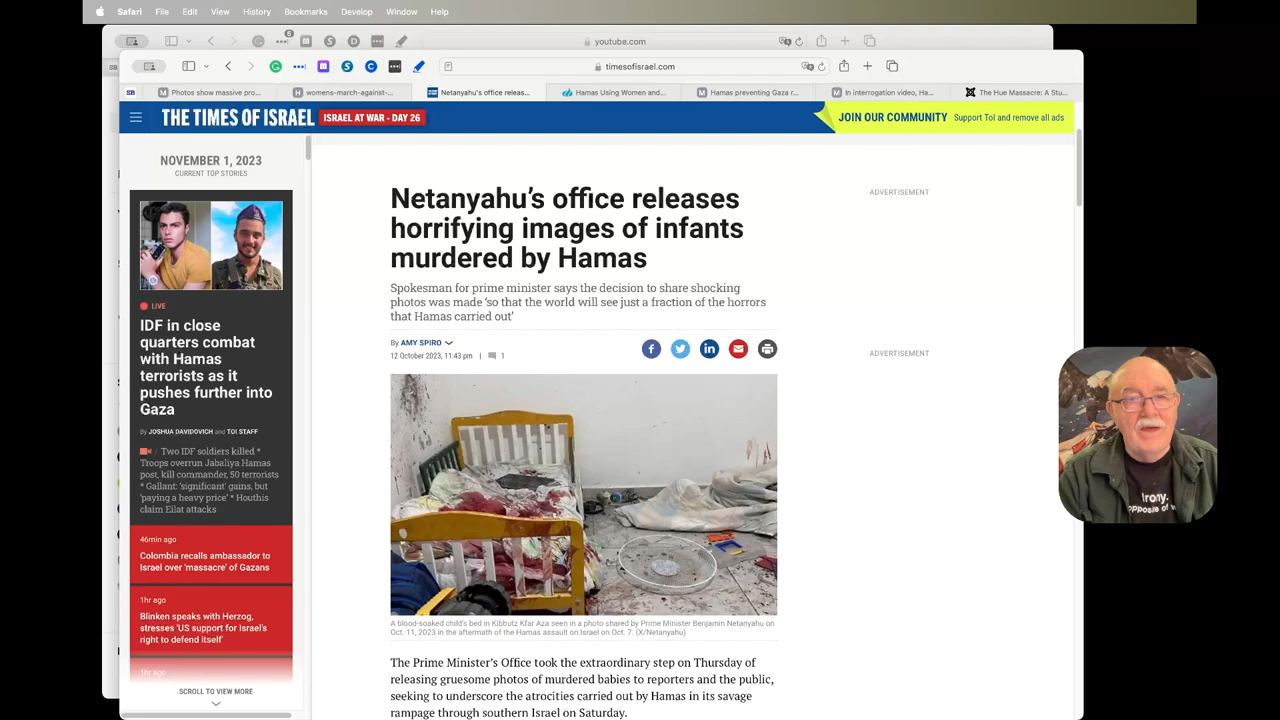 Safari File Edit View History Bookmarks Develop Window Help
youtube.com
timesofisrael.com
Photos show massive pro...
womens-march-against-...
Netanyahu's office releas...
Hamas Using Women and...
Hamas preventing Gaza r...
In interrogation video, Ha...
The Hue Massacre: A Stu...
THE TIMES OF ISRAEL
ISRAEL AT WAR - DAY 26
JOIN OUR COMMUNITY Support ToI and remove all ads
NOVEMBER 1, 2023
CURRENT TOP STORIES
LIVE
IDF in close
quarters combat
with Hamas
terrorists as it
pushes further into
Gaza
By JOSHUA DAVIDOVICH and TOI STAFF
/ Two IDF soldiers killed *
Troops overrun Jabaliya Hamas
post, kill commander, 50 terrorists
* Gallant: 'significant' gains, but
'paying a heavy price' * Houthis
claim Eilat attacks
46min ago
Colombia recalls ambassador to
Israel over 'massacre' of Gazans
1hr ago
Blinken speaks with Herzog,
stresses 'US support for Israel's
right to defend itself'
1hr ago
SCROLL TO VIEW MORE
Netanyahu's office releases
horrifying images of infants
murdered by Hamas
Spokesman for prime minister says the decision to share shocking
photos was made 'so that the world will see just a fraction of the horrors
that Hamas carried out'
By AMY SPIRO
12 October 2023, 11:43 pm | 1
A blood-soaked child's bed in Kibbutz Kfar Aza seen in a photo shared by Prime Minister Benjamin Netanyahu on
Oct. 11, 2023 in the aftermath of the Hamas assault on Israel on Oct. 7. (X/Netanyahu)
The Prime Minister's Office took the extraordinary step on Thursday of
releasing gruesome photos of murdered babies to reporters and the public,
seeking to underscore the atrocities carried out by Hamas in its savage
rampage through southern Israel on Saturday.
ADVERTISEMENT
ADVERTISEMENT
Irony.
opposite of